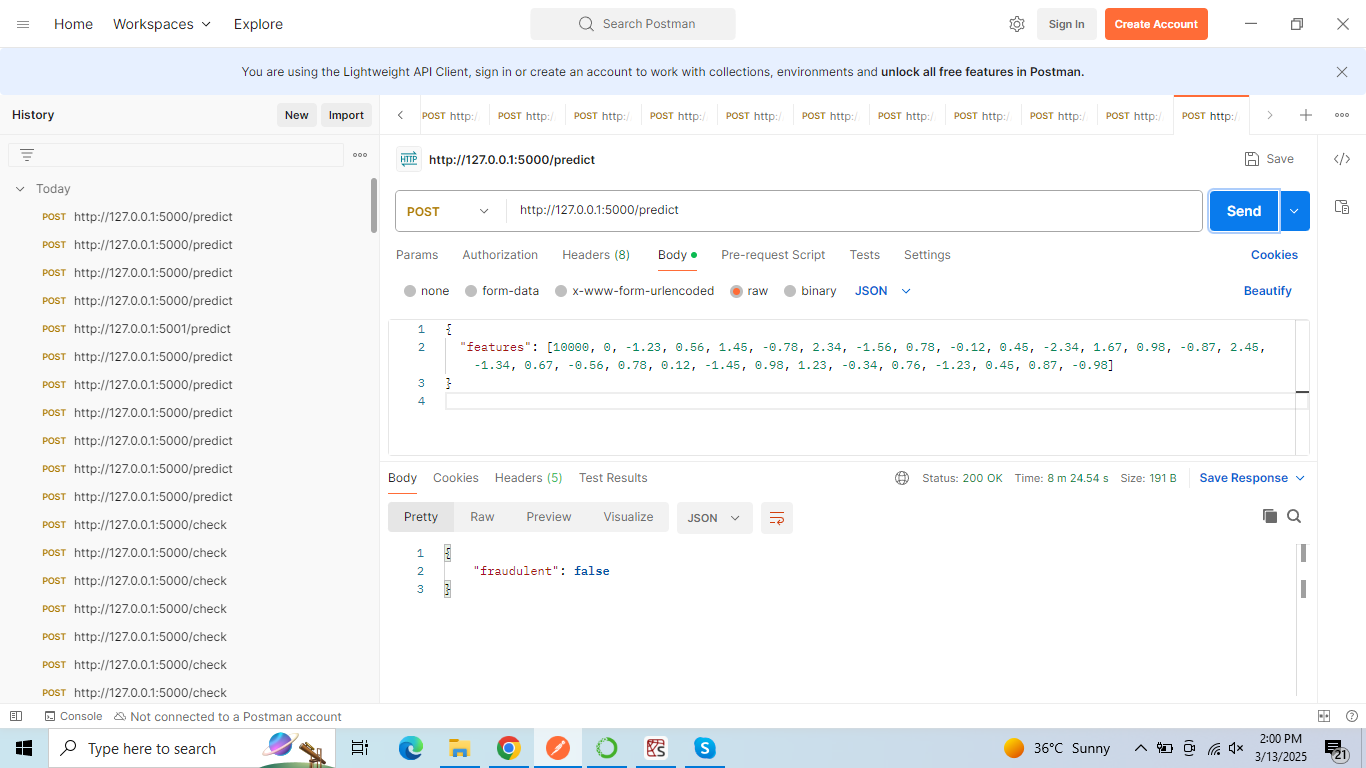 Home Workspaces Explore Search Postman Sign In Create Account
You are using the Lightweight API Client, sign in or create an account to work with collections, environments and unlock all free features in Postman.
History New Import
POST http:/ POST http:/ POST http:/ POST http:/ POST http:/ POST http:/ POST http:/ POST http:/ POST http:/ POST http:/ POST http:/
HTTP http://127.0.0.1:5000/predict Save
Today
POST http://127.0.0.1:5000/predict
POST http://127.0.0.1:5000/predict
POST http://127.0.0.1:5000/predict
POST http://127.0.0.1:5000/predict
POST http://127.0.0.1:5001/predict
POST http://127.0.0.1:5000/predict
POST http://127.0.0.1:5000/predict
POST http://127.0.0.1:5000/predict
POST http://127.0.0.1:5000/predict
POST http://127.0.0.1:5000/predict
POST http://127.0.0.1:5000/predict
POST http://127.0.0.1:5000/check
POST http://127.0.0.1:5000/check
POST http://127.0.0.1:5000/check
POST http://127.0.0.1:5000/check
POST http://127.0.0.1:5000/check
POST http://127.0.0.1:5000/check
POST http://127.0.0.1:5000/check
POST http://127.0.0.1:5000/predict Send
Params Authorization Headers (8) Body Pre-request Script Tests Settings Cookies
none form-data x-www-form-urlencoded raw binary JSON Beautify
1 {
2 "features": [10000, 0, -1.23, 0.56, 1.45, -0.78, 2.34, -1.56, 0.78, -0.12, 0.45, -2.34, 1.67, 0.98, -0.87, 2.45,
-1.34, 0.67, -0.56, 0.78, 0.12, -1.45, 0.98, 1.23, -0.34, 0.76, -1.23, 0.45, 0.87, -0.98]
3 }
4
Body Cookies Headers (5) Test Results Status: 200 OK Time: 8 m 24.54 s Size: 191 B Save Response
Pretty Raw Preview Visualize JSON
1 {
2 "fraudulent": false
3 }
Console Not connected to a Postman account
Type here to search 36°C Sunny 2:00 PM
3/13/2025
21